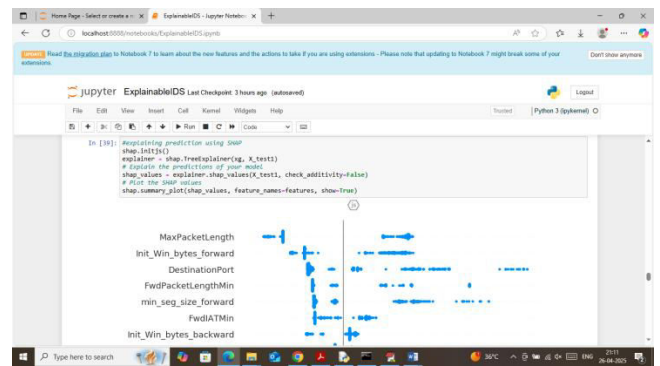 Home Page - Select or create a n
ExplainableIDS - Jupyter Notebo
localhost:8888/notebooks/ExplainableIDS.ipynb
UPDATE Read the migration plan to Notebook 7 to learn about the new features and the actions to take if you are using extensions - Please note that updating to Notebook 7 might break some of your extensions.
Don't show anymore
jupyter ExplainableIDS Last Checkpoint: 3 hours ago (autosaved)
Logout
File Edit View Insert Cell Kernel Widgets Help
Trusted
Python 3 (ipykernel)
Run
Code
In [39]: #explaining prediction using SHAP
shap.initjs()
explainer = shap.TreeExplainer(xg, X_test1)
# Explain the predictions of your model
shap_values = explainer.shap_values(X_test1, check_additivity=False)
# Plot the SHAP values
shap.summary_plot(shap_values, feature_names=features, show=True)
MaxPacketLength
Init_Win_bytes_forward
DestinationPort
FwdPacketLengthMin
min_seg_size_forward
FwdIATMin
Init_Win_bytes_backward
Type here to search
36°C
ENG
21:11
26-04-2025